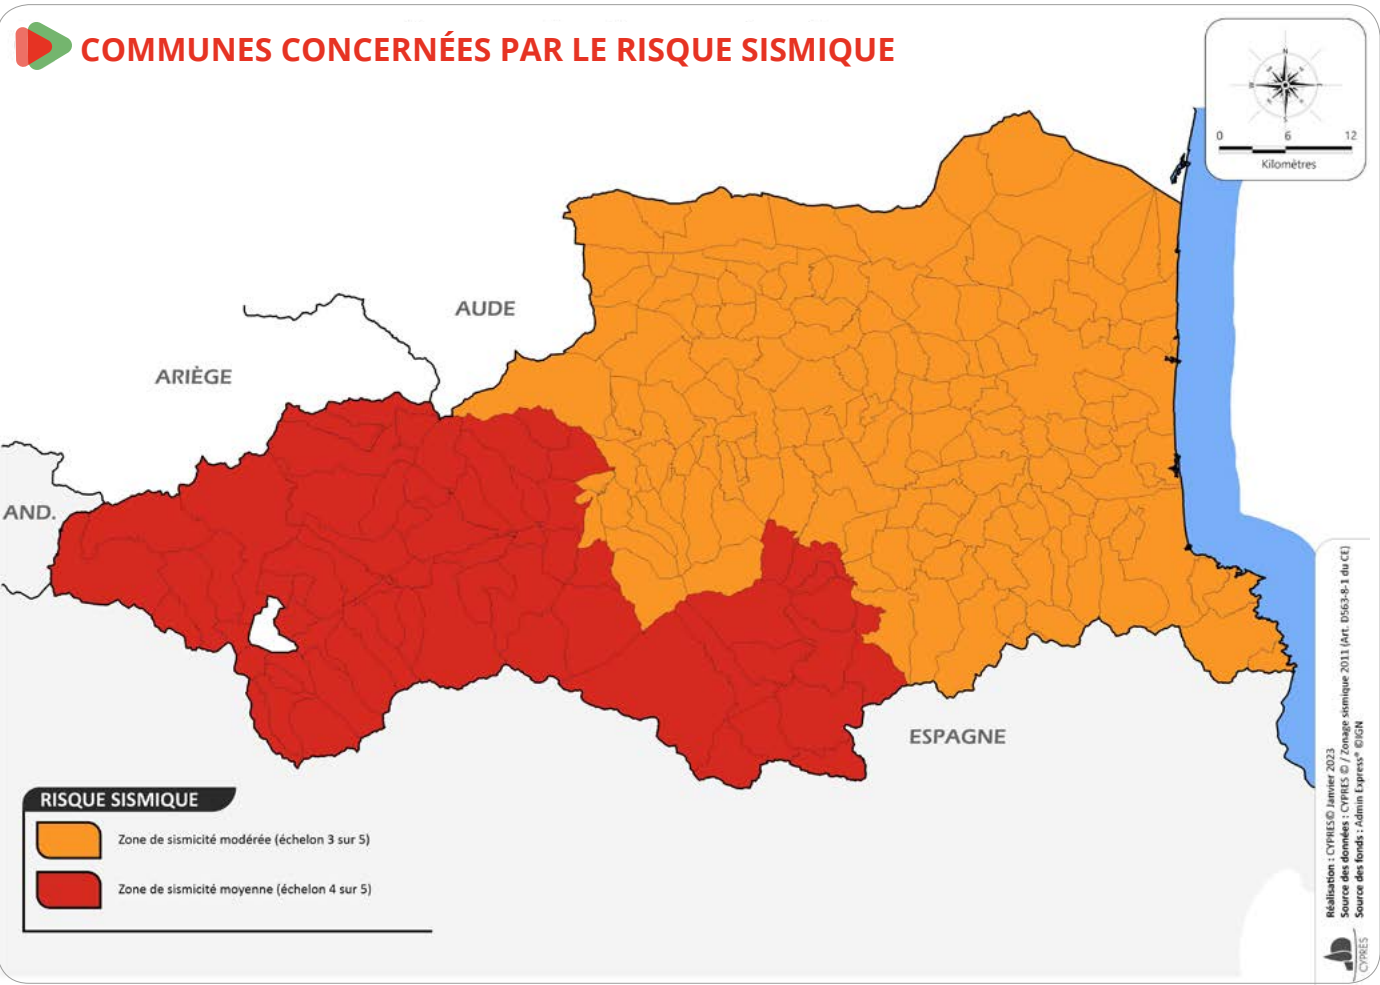 COMMUNES CONCERNÉES PAR LE RISQUE SISMIQUE
N
S
0 6 12
Kilomètres
AUDE
ARIÈGE
AND.
ESPAGNE
RISQUE SISMIQUE
Zone de sismicité modérée (échelon 3 sur 5)
Zone de sismicité moyenne (échelon 4 sur 5)
Réalisation : CYPRES© Janvier 2023
Source des données : CYPRES © / Zonage sismique 2011 (Art. D563-8-1 du CE)
Source des fonds : Admin Express® ©IGN
CYPRÈS